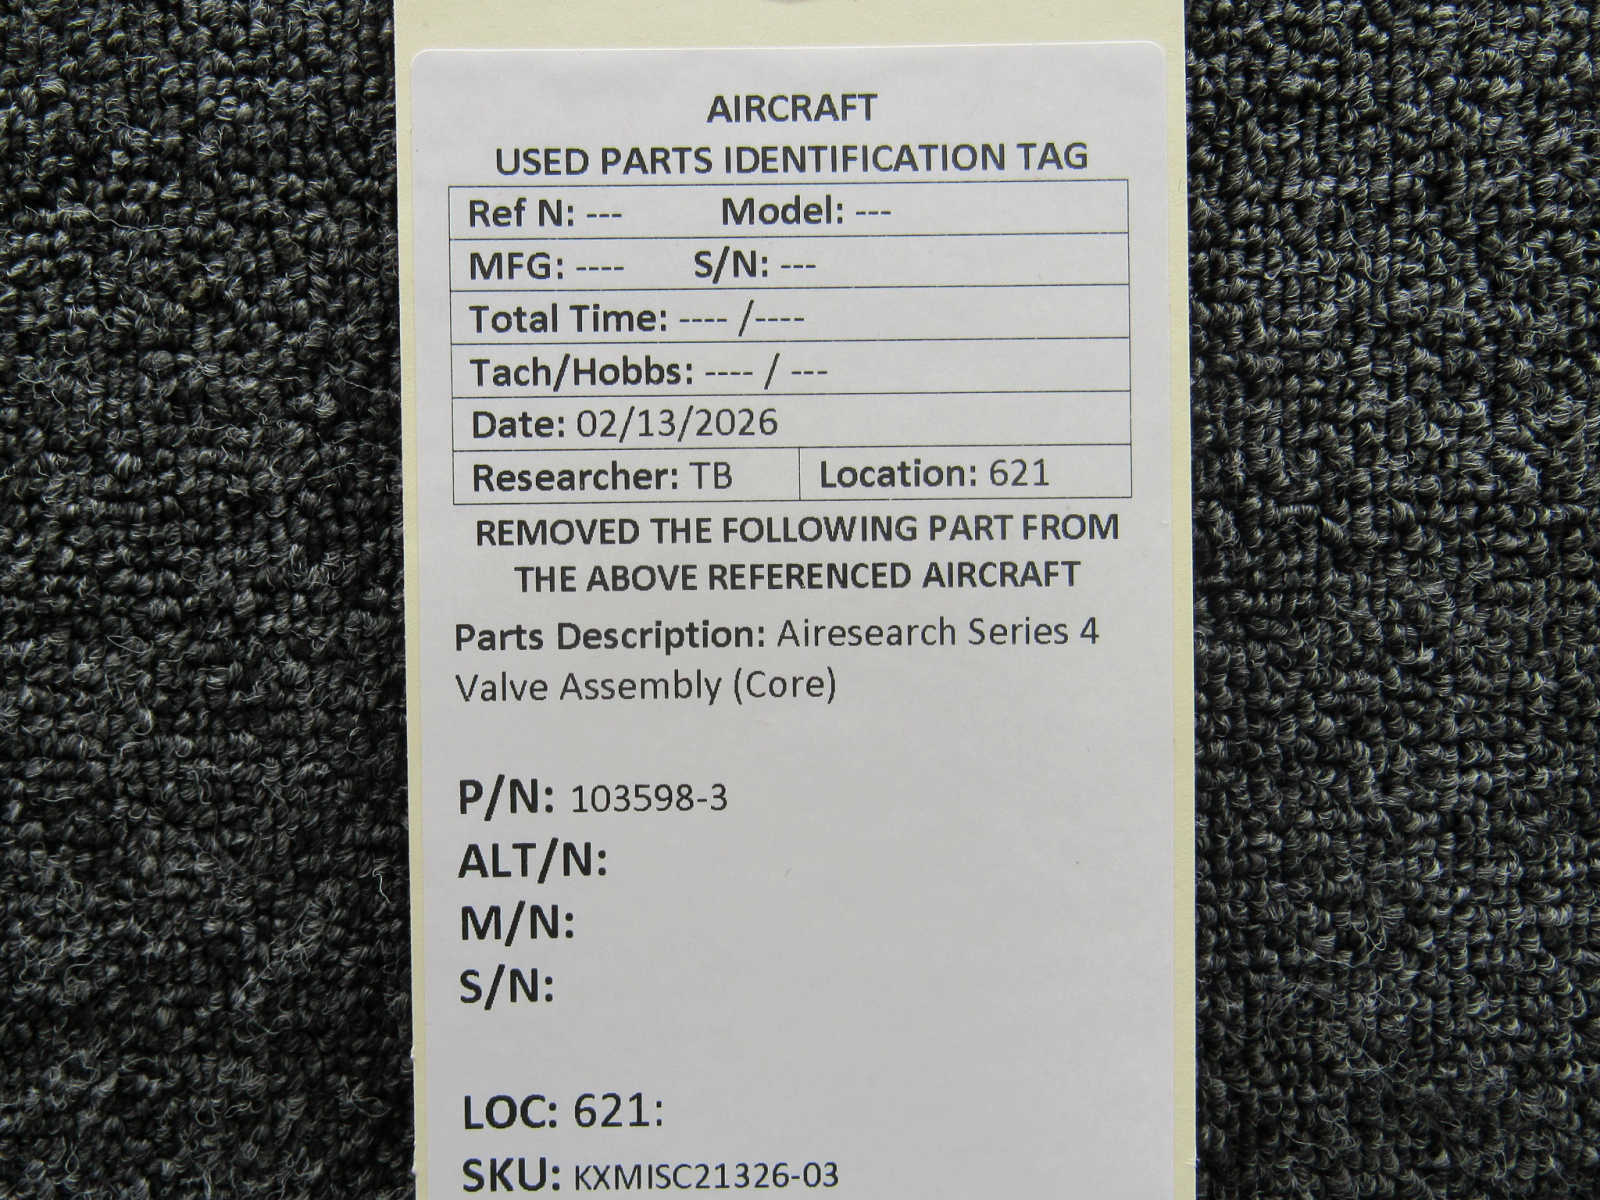 AIRCRAFT
USED PARTS IDENTIFICATION TAG
Ref N: --- Model: ---
MFG: ---- S/N: ---
Total Time: ---- /----
Tach/Hobbs: ---- / ---
Date: 02/13/2026
Researcher: TB Location: 621
REMOVED THE FOLLOWING PART FROM
THE ABOVE REFERENCED AIRCRAFT
Parts Description: Airesearch Series 4
Valve Assembly (Core)
P/N: 103598-3
ALT/N:
M/N:
S/N:
LOC: 621:
SKU: KXMISC21326-03